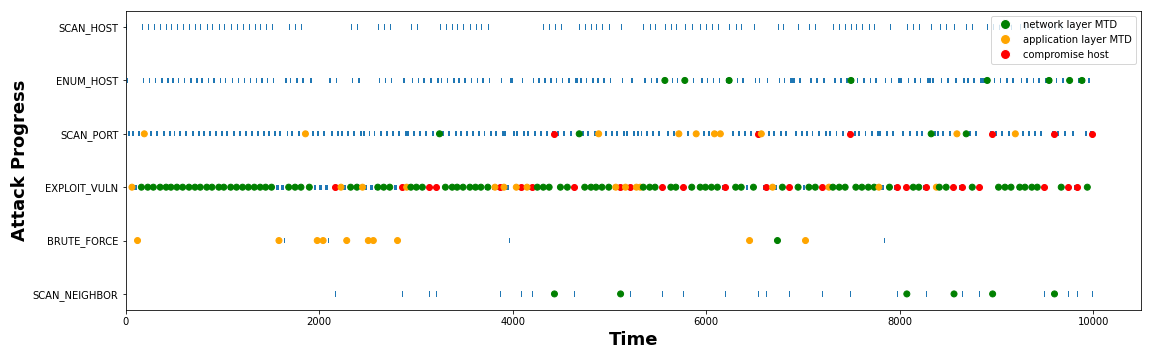 SCAN_HOST
ENUM_HOST
SCAN_PORT
EXPLOIT_VULN
BRUTE_FORCE
SCAN_NEIGHBOR
Attack Progress
network layer MTD
application layer MTD
compromise host
0 2000 4000 6000 8000 10000
Time